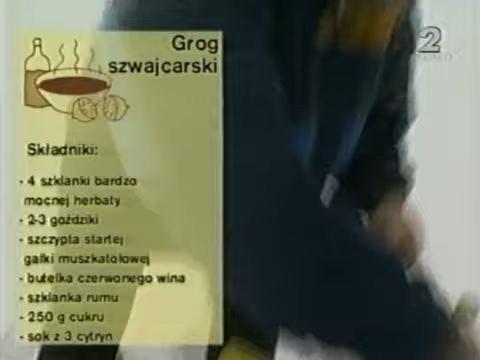 2
Grog
szwajcarski
Składniki:
- 4 szklanki bardzo
mocnej herbaty
- 2-3 goździki
- szczypta startej
gałki muszkatołowej
- butelka czerwonego wina
- szklanka rumu
- 250 g cukru
- sok z 3 cytryn